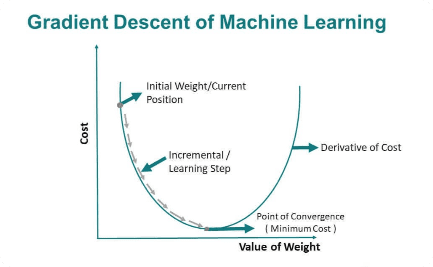 Gradient Descent of Machine Learning
Initial Weight/Current
Position
Cost
Incremental /
Learning Step
Derivative of Cost
Point of Convergence
( Minimum Cost )
Value of Weight